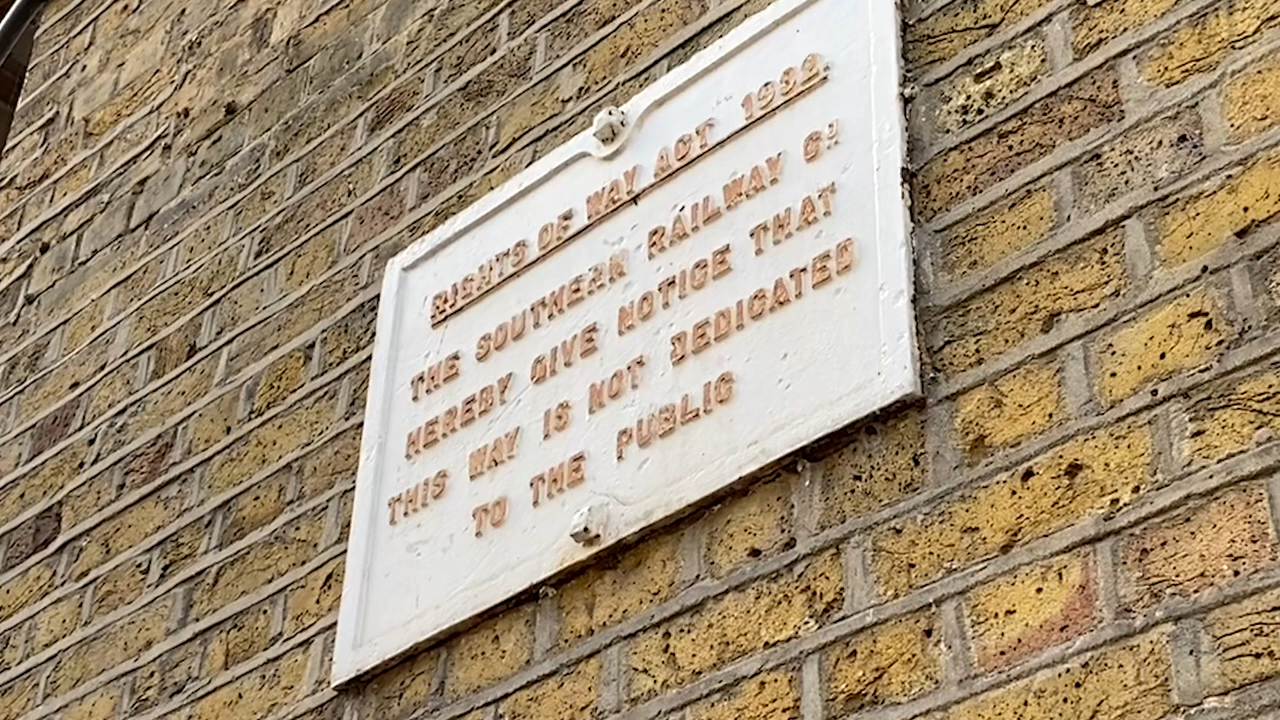 RIGHTS OF WAY ACT 1932
THE SOUTHERN RAILWAY Cº
HEREBY GIVE NOTICE THAT
THIS WAY IS NOT DEDICATED
TO THE PUBLIC